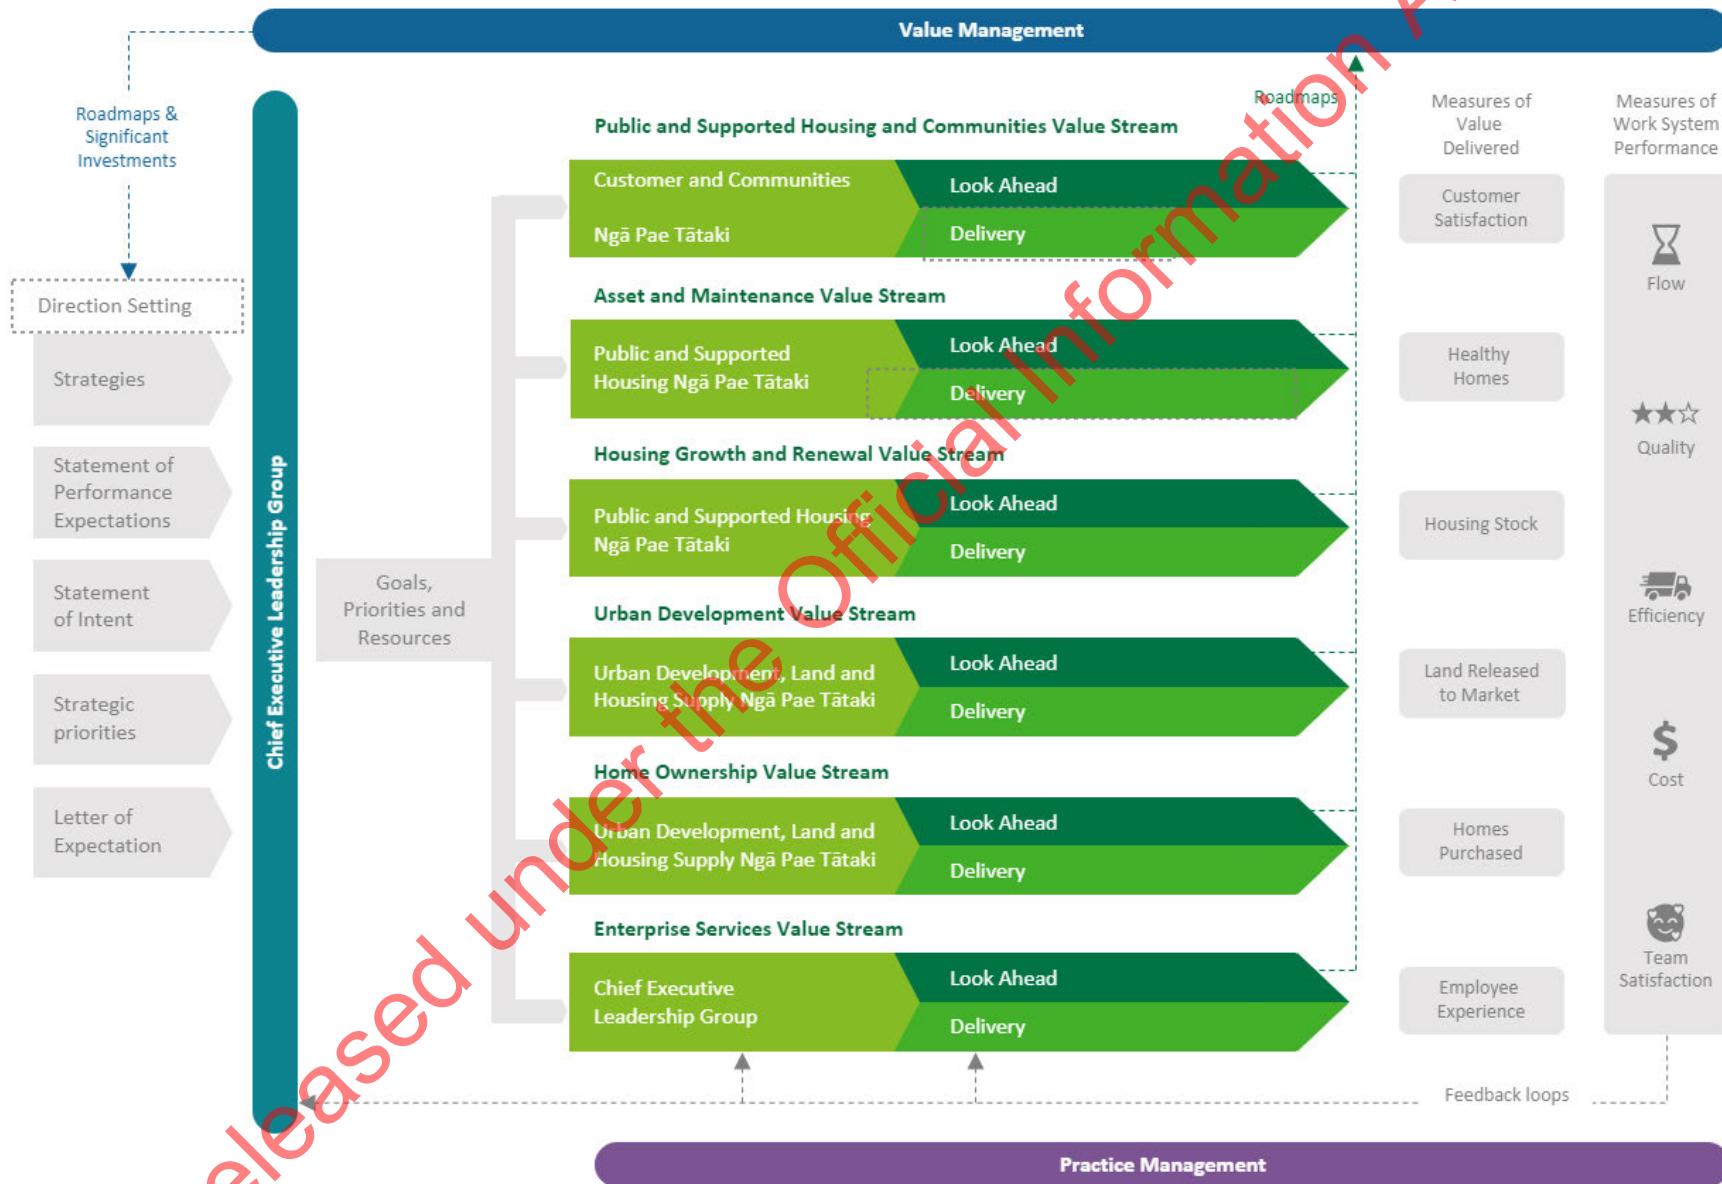 Value Management
Roadmaps &
Significant
Investments
Direction Setting
Strategies
Statement of
Performance
Expectations
Statement
of Intent
Strategic
priorities
Letter of
Expectation
Chief Executive Leadership Group
Goals,
Priorities and
Resources
Roadmaps
Public and Supported Housing and Communities Value Stream
Customer and Communities
Ngā Pae Tātaki
Look Ahead
Delivery
Asset and Maintenance Value Stream
Public and Supported
Housing Ngā Pae Tātaki
Look Ahead
Delivery
Housing Growth and Renewal Value Stream
Public and Supported Housing
Ngā Pae Tātaki
Look Ahead
Delivery
Urban Development Value Stream
Urban Development, Land and
Housing Supply Ngā Pae Tātaki
Look Ahead
Delivery
Home Ownership Value Stream
Urban Development, Land and
Housing Supply Ngā Pae Tātaki
Look Ahead
Delivery
Enterprise Services Value Stream
Chief Executive
Leadership Group
Look Ahead
Delivery
Measures of
Value
Delivered
Customer
Satisfaction
Healthy
Homes
Housing Stock
Land Released
to Market
Homes
Purchased
Employee
Experience
Measures of
Work System
Performance
Flow
Quality
Efficiency
$
Cost
Team
Satisfaction
Feedback loops
Practice Management
eleased under the Official Information A